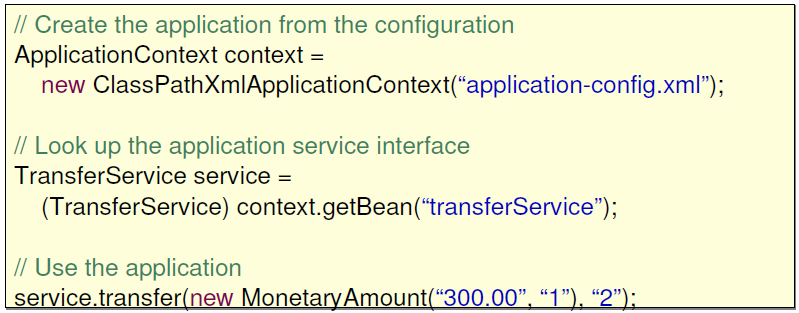 // Create the application from the configuration
ApplicationContext context =
new ClassPathXmlApplicationContext(“application-config.xml”);
// Look up the application service interface
TransferService service =
(TransferService) context.getBean(“transferService”);
// Use the application
service.transfer(new MonetaryAmount(“300.00”, “1”), “2”);